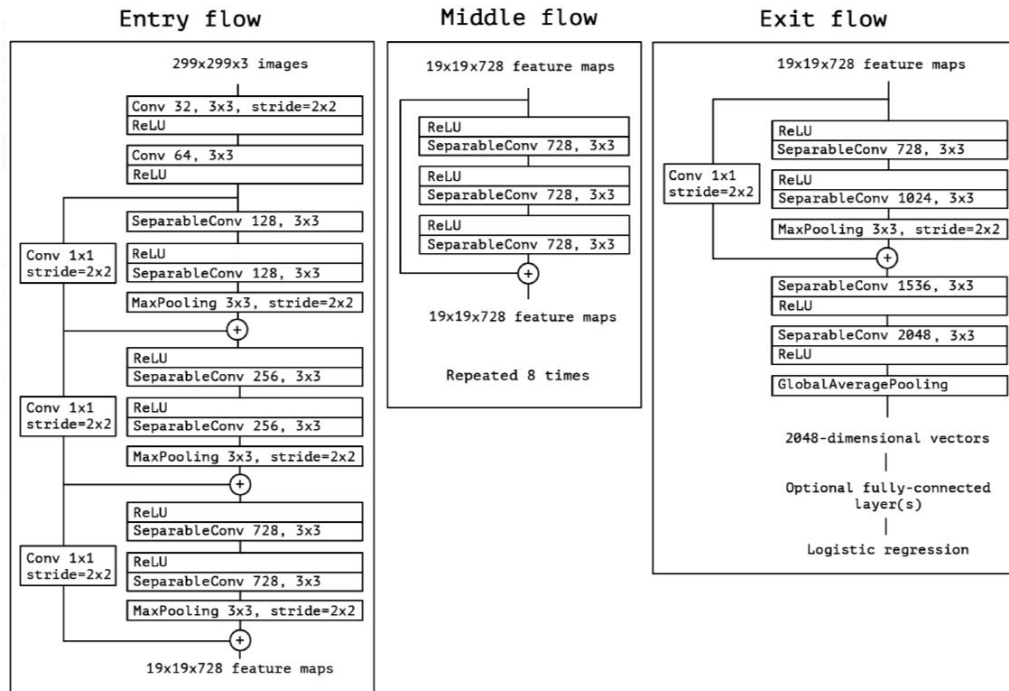 Entry flow
299x299x3 images
Conv 32, 3x3, stride=2x2
ReLU
Conv 64, 3x3
ReLU
SeparableConv 128, 3x3
Conv 1x1
stride=2x2
ReLU
SeparableConv 128, 3x3
MaxPooling 3x3, stride=2x2
+
ReLU
SeparableConv 256, 3x3
Conv 1x1
stride=2x2
ReLU
SeparableConv 256, 3x3
MaxPooling 3x3, stride=2x2
+
ReLU
SeparableConv 728, 3x3
Conv 1x1
stride=2x2
ReLU
SeparableConv 728, 3x3
MaxPooling 3x3, stride=2x2
+
19x19x728 feature maps
Middle flow
19x19x728 feature maps
ReLU
SeparableConv 728, 3x3
ReLU
SeparableConv 728, 3x3
ReLU
SeparableConv 728, 3x3
+
19x19x728 feature maps
Repeated 8 times
Exit flow
19x19x728 feature maps
ReLU
SeparableConv 728, 3x3
Conv 1x1
stride=2x2
ReLU
SeparableConv 1024, 3x3
MaxPooling 3x3, stride=2x2
+
SeparableConv 1536, 3x3
ReLU
SeparableConv 2048, 3x3
ReLU
GlobalAveragePooling
2048-dimensional vectors
Optional fully-connected
layer(s)
Logistic regression